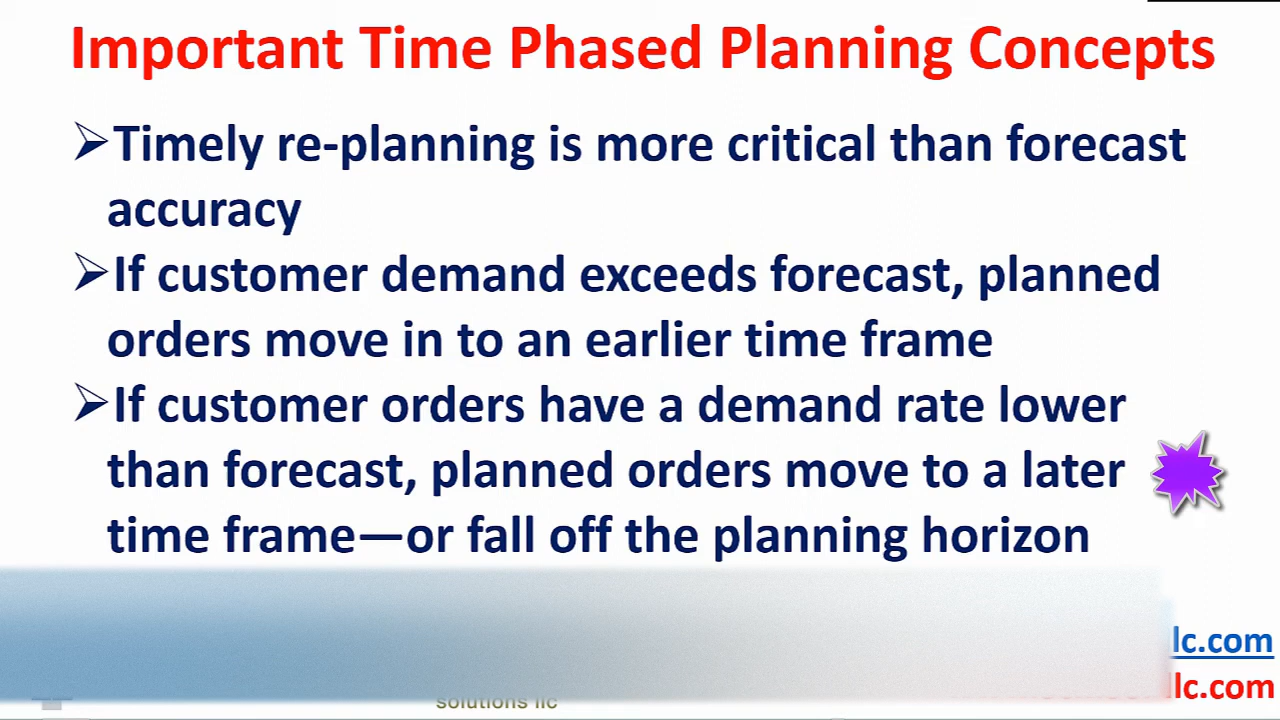 Important Time Phased Planning Concepts
➢Timely re-planning is more critical than forecast
accuracy
➢If customer demand exceeds forecast, planned
orders move in to an earlier time frame
➢If customer orders have a demand rate lower
than forecast, planned orders move to a later
time frame—or fall off the planning horizon
lc.com
llc.com
solutions llc